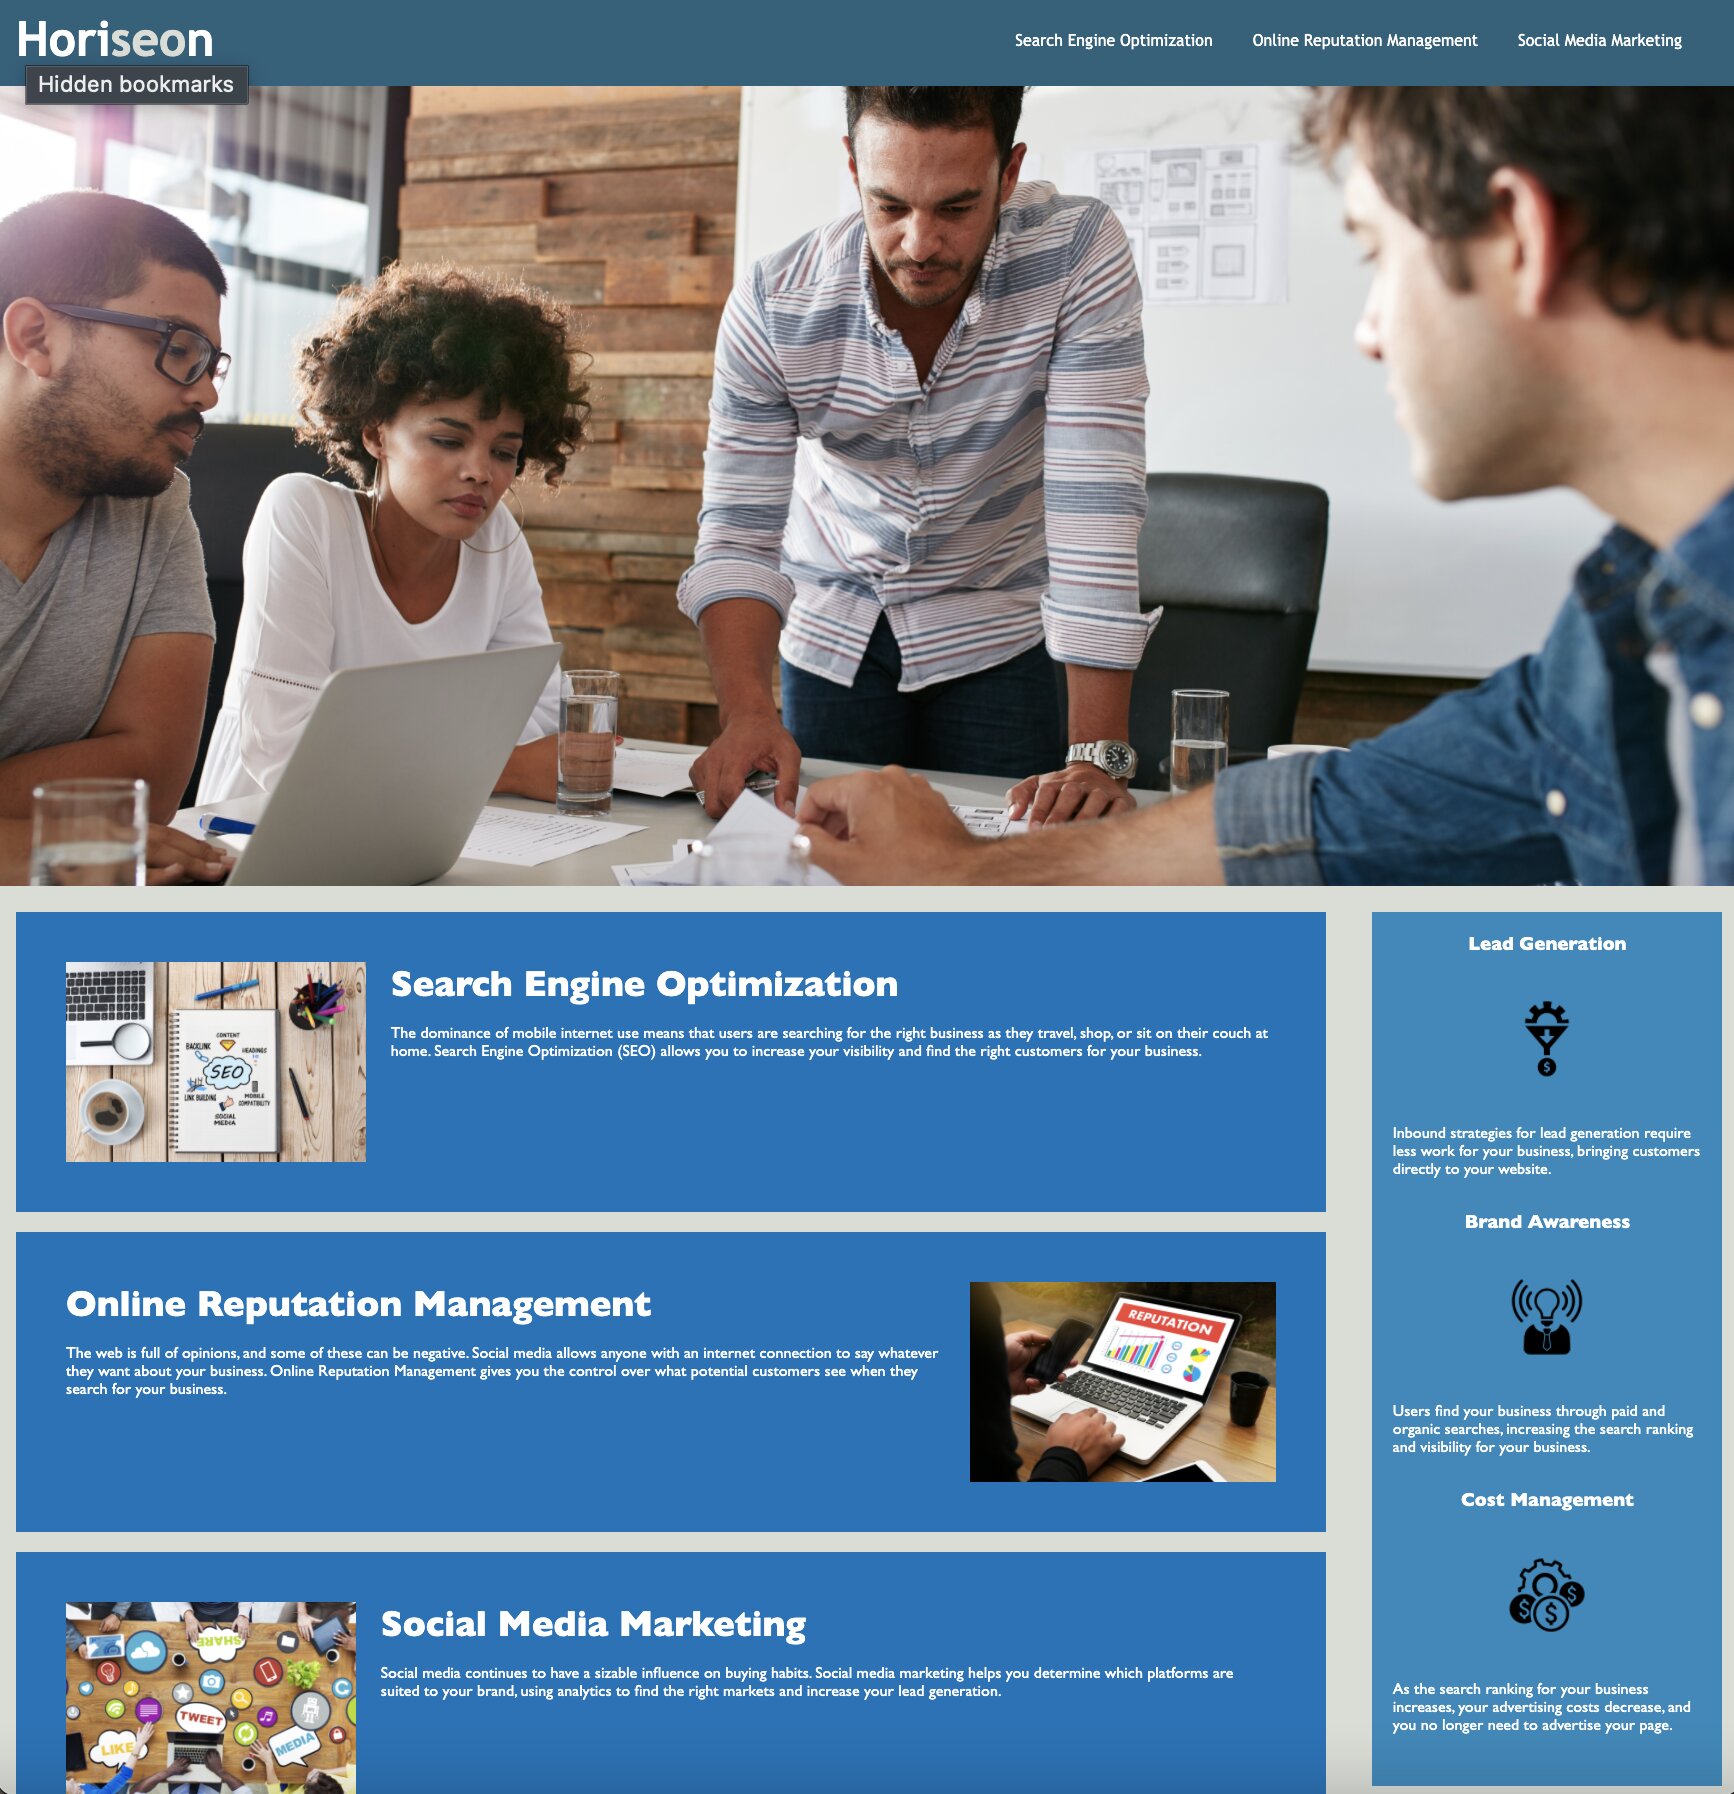 Horiseon
Search Engine Optimization
Online Reputation Management
Social Media Marketing
Hidden bookmarks
Search Engine Optimization
The dominance of mobile internet use means that users are searching for the right business as they travel, shop, or sit on their couch at
home. Search Engine Optimization (SEO) allows you to increase your visibility and find the right customers for your business.
CONTENT
BACKLINK
HEADINGS
SEO
LINK BUILDING
MOBILE
COMPATIBILITY
SOCIAL
MEDIA
Online Reputation Management
The web is full of opinions, and some of these can be negative. Social media allows anyone with an internet connection to say whatever
they want about your business. Online Reputation Management gives you the control over what potential customers see when they
search for your business.
REPUTATION
Social Media Marketing
Social media continues to have a sizable influence on buying habits. Social media marketing helps you determine which platforms are
suited to your brand, using analytics to find the right markets and increase your lead generation.
SHARE
TWEET
LIKE
MEDIA
Lead Generation
$
Inbound strategies for lead generation require
less work for your business, bringing customers
directly to your website.
Brand Awareness
Users find your business through paid and
organic searches, increasing the search ranking
and visibility for your business.
Cost Management
$
$ $
As the search ranking for your business
increases, your advertising costs decrease, and
you no longer need to advertise your page.